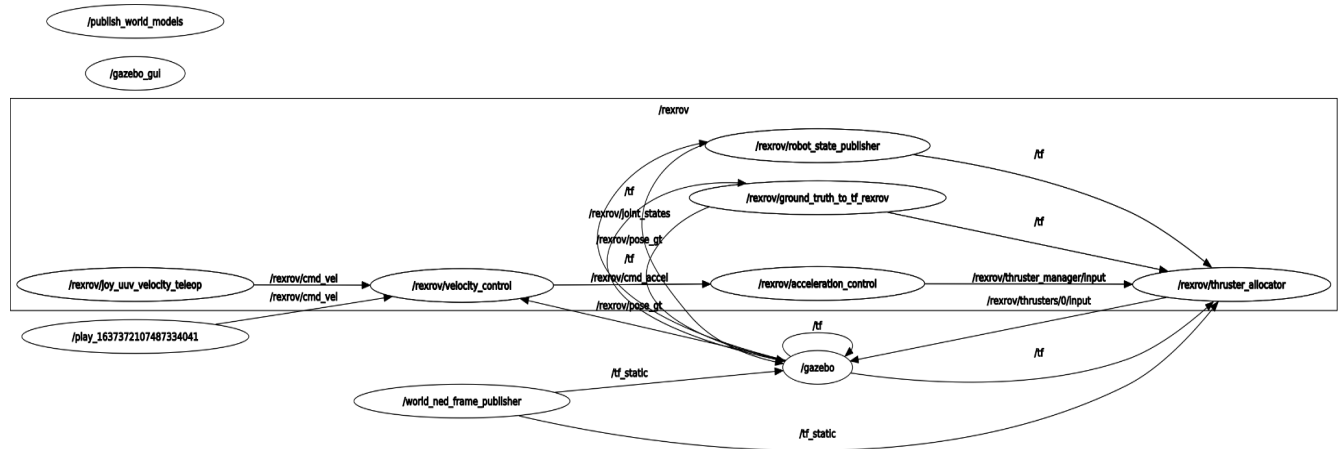 /publish_world_models
/gazebo_gui
/rexrov
/rexrov/robot_state_publisher
/tf
/tf
/rexrov/ground_truth_to_tf_rexrov
/rexrov/joint_states
/tf
/rexrov/pose_gt
/tf
/rexrov/joy_uuv_velocity_teleop
/rexrov/cmd_vel
/rexrov/cmd_vel
/rexrov/velocity_control
/rexrov/cmd_accel
/rexrov/acceleration_control
/rexrov/thruster_manager/input
/rexrov/thruster_allocator
/rexrov/pose_gt
/rexrov/thrusters/0/input
/play_1637372107487334041
/tf
/tf
/gazebo
/tf_static
/world_ned_frame_publisher
/tf_static